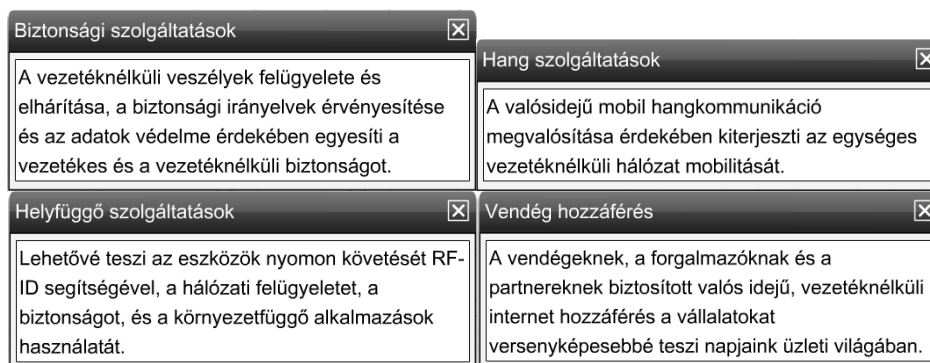 Biztonsági szolgáltatások
A vezetéknélküli veszélyek felügyelete és
elhárítása, a biztonsági irányelvek érvényesítése
és az adatok védelme érdekében egyesíti a
vezetékes és a vezetéknélküli biztonságot.
Hang szolgáltatások
A valósidejű mobil hangkommunikáció
megvalósítása érdekében kiterjeszti az egységes
vezetéknélküli hálózat mobilitását.
Helyfüggő szolgáltatások
Lehetővé teszi az eszközök nyomon követését RF-
ID segítségével, a hálózati felügyeletet, a
biztonságot, és a környezetfüggő alkalmazások
használatát.
Vendég hozzáférés
A vendégeknek, a forgalmazóknak és a
partnereknek biztosított valós idejű, vezetéknélküli
internet hozzáférés a vállalatokat
versenyképesebbé teszi napjaink üzleti világában.